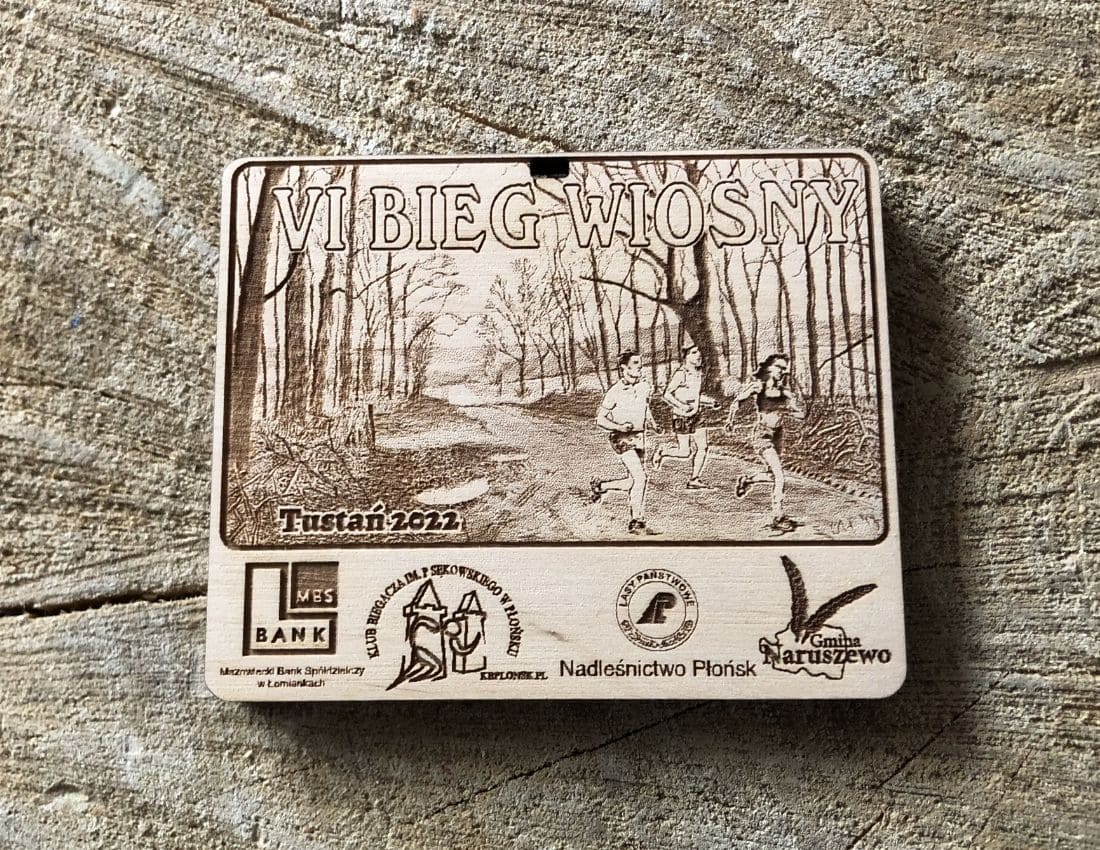 VI BIEG WIOSNY
Tustań 2022
MBS
BANK
Mazowiecki Bank Spółdzielczy
w Łomiankach
KLUB BIEGACZA IM. P SĘKOWSKIEGO W PŁOŃSKU
KBPLONSK.PL
LASY PAŃSTWOWE
Nadleśnictwo Płońsk
Gmina
Naruszewo